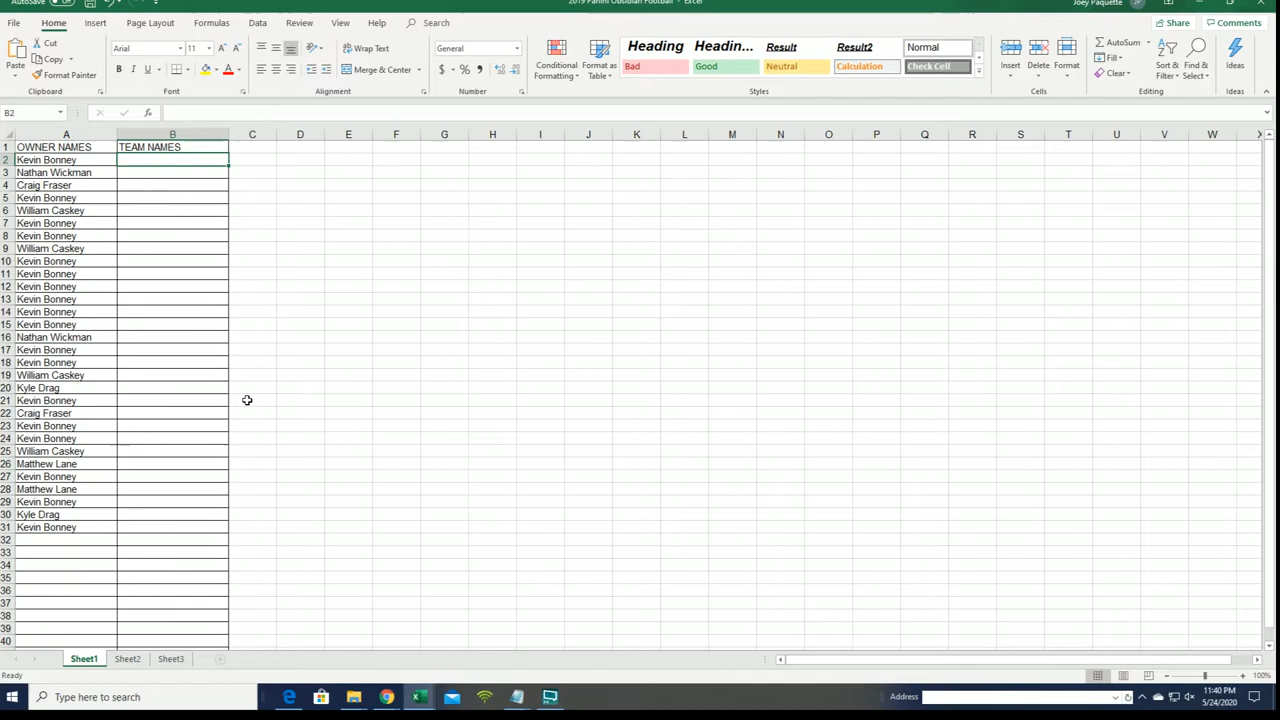 AutoSave Off
2019 Panini Obsidian Football - Excel
Joey Paquette JP
File Home Insert Page Layout Formulas Data Review View Help Search Share Comments
Paste Cut Copy Format Painter Clipboard
Arial 11 A A B I U A Font
Wrap Text Merge & Center Alignment
General $ % , Number
Conditional Formatting Format as Table
Heading Headin... Result Result2 Normal
Bad Good Neutral Calculation Check Cell
Styles
Insert Delete Format Cells
AutoSum Fill Clear Sort & Filter Find & Select Editing
Ideas Ideas
B2 fx
A B C D E F G H I J K L M N O P Q R S T U V W X
1 OWNER NAMES TEAM NAMES
2 Kevin Bonney
3 Nathan Wickman
4 Craig Fraser
5 Kevin Bonney
6 William Caskey
7 Kevin Bonney
8 Kevin Bonney
9 William Caskey
10 Kevin Bonney
11 Kevin Bonney
12 Kevin Bonney
13 Kevin Bonney
14 Kevin Bonney
15 Kevin Bonney
16 Nathan Wickman
17 Kevin Bonney
18 Kevin Bonney
19 William Caskey
20 Kyle Drag
21 Kevin Bonney
22 Craig Fraser
23 Kevin Bonney
24 Kevin Bonney
25 William Caskey
26 Matthew Lane
27 Kevin Bonney
28 Matthew Lane
29 Kevin Bonney
30 Kyle Drag
31 Kevin Bonney
32
33
34
35
36
37
38
39
40
Sheet1 Sheet2 Sheet3
Ready 100%
Type here to search Address 11:40 PM
5/24/2020